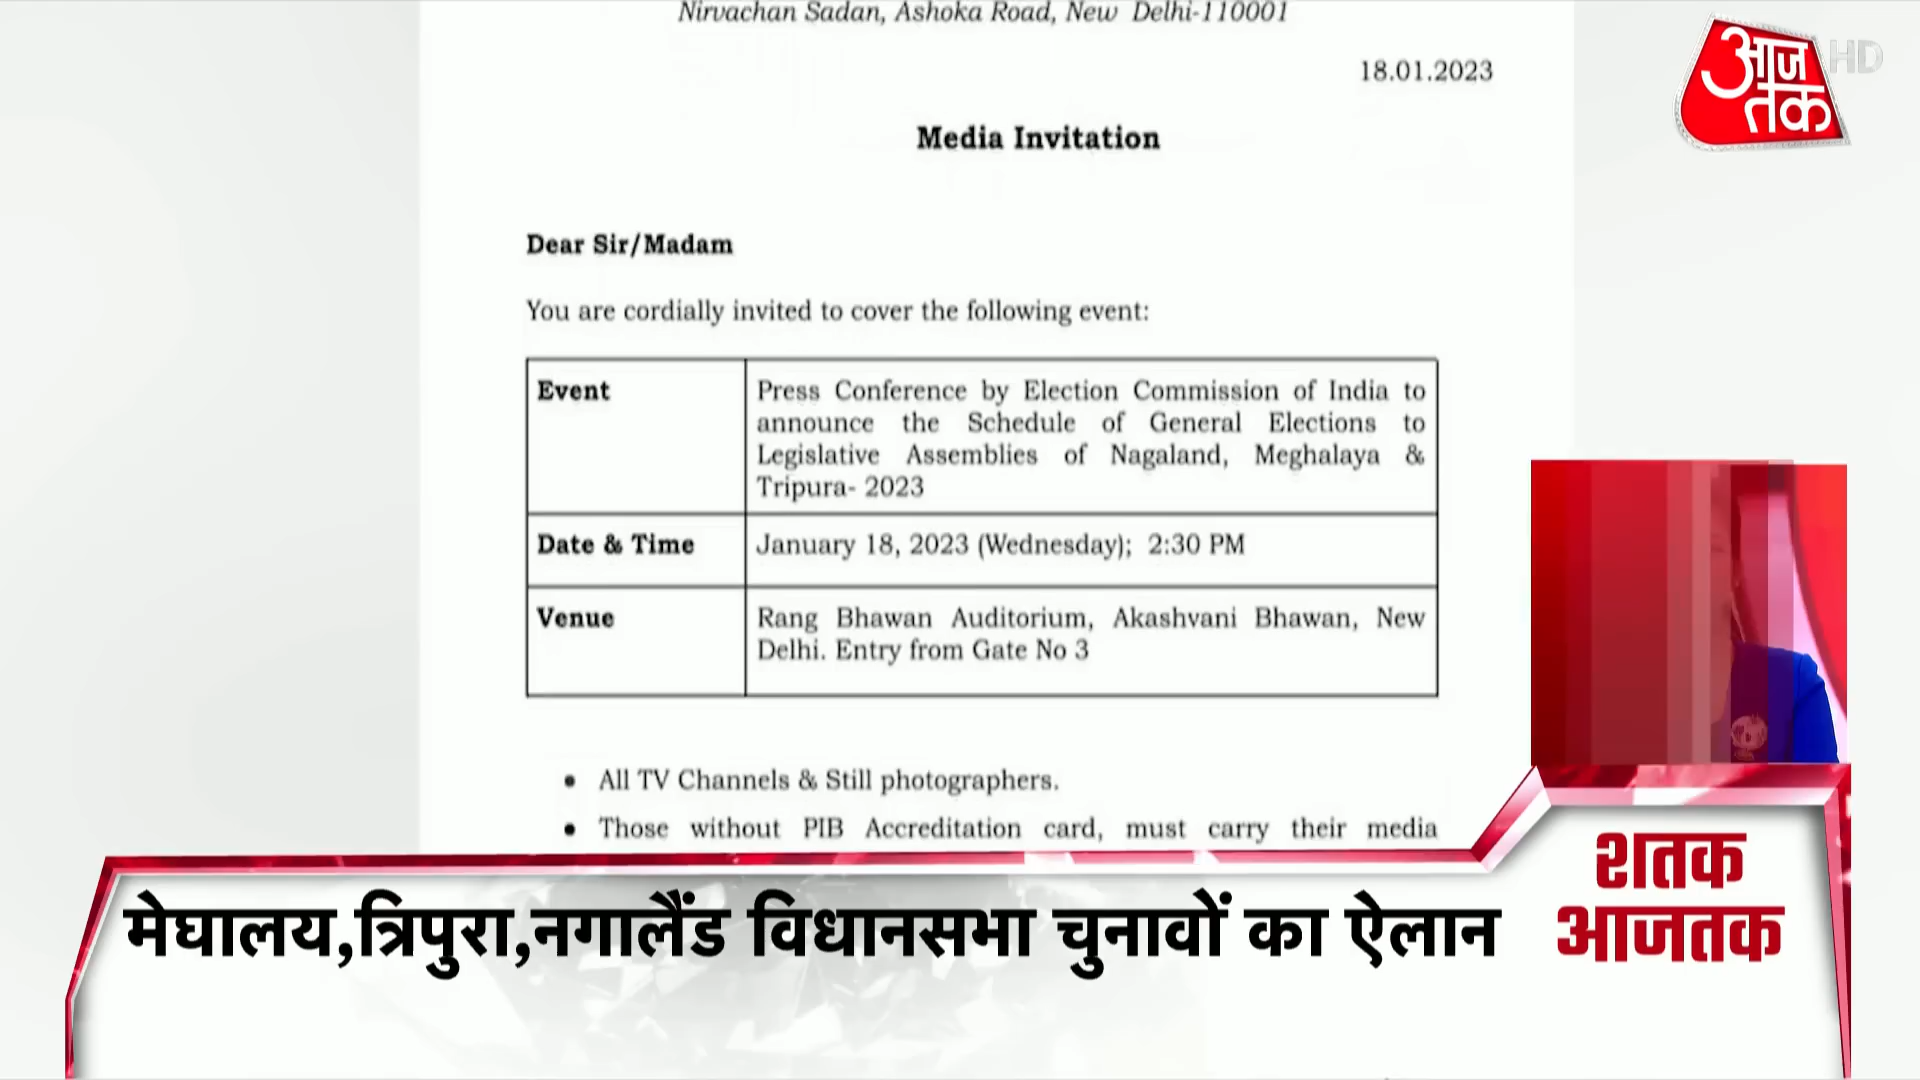 Nirvachan Sadan, Ashoka Road, New Delhi-110001
18.01.2023
आज
तक
HD
Media Invitation
Dear Sir/Madam
You are cordially invited to cover the following event:
Event
Press Conference by Election Commission of India to
announce the Schedule of General Elections to
Legislative Assemblies of Nagaland, Meghalaya &
Tripura- 2023
Date & Time
January 18, 2023 (Wednesday); 2:30 PM
Venue
Rang Bhawan Auditorium, Akashvani Bhawan, New
Delhi. Entry from Gate No 3
• All TV Channels & Still photographers.
• Those without PIB Accreditation card, must carry their media
मेघालय,त्रिपुरा,नगालैंड विधानसभा चुनावों का ऐलान
शतक
आजतक